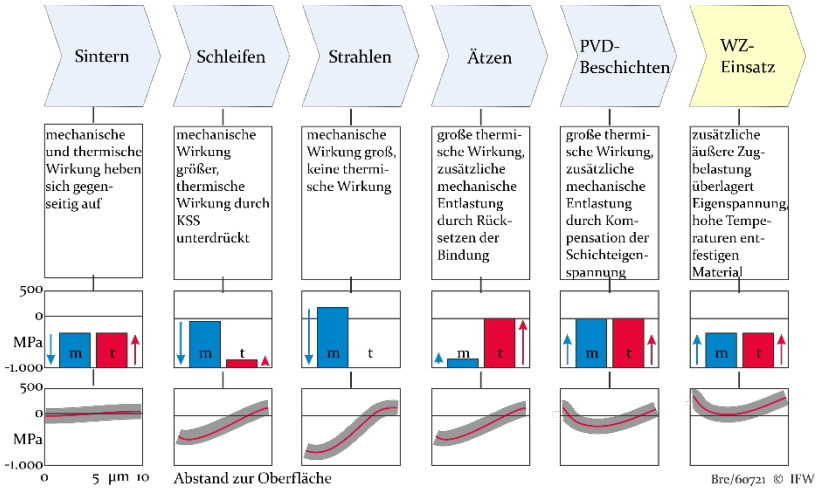 Sintern
Schleifen
Strahlen
Ätzen
PVD-
Beschichten
WZ-
Einsatz
mechanische
und thermische
Wirkung heben
sich gegen-
seitig auf
mechanische
Wirkung
größer,
thermische
Wirkung durch
KSS
unterdrückt
mechanische
Wirkung groß,
keine thermi-
sche Wirkung
große thermi-
sche Wirkung,
zusätzliche
mechanische
Entlastung
durch Rück-
setzen der
Bindung
große thermi-
sche Wirkung,
zusätzliche
mechanische
Entlastung
durch Kom-
pensation der
Schichteigen-
spannung
zusätzliche
äußere Zug-
belastung
überlagert
Eigenspannung,
hohe Tempe-
raturen ent-
festigen
Material
500
0
MPa
-1.000
m t
m t
m t
m t
m t
m t
500
0
MPa
-1.000
0 5 µm 10
Abstand zur Oberfläche
Bre/60721 © IFW